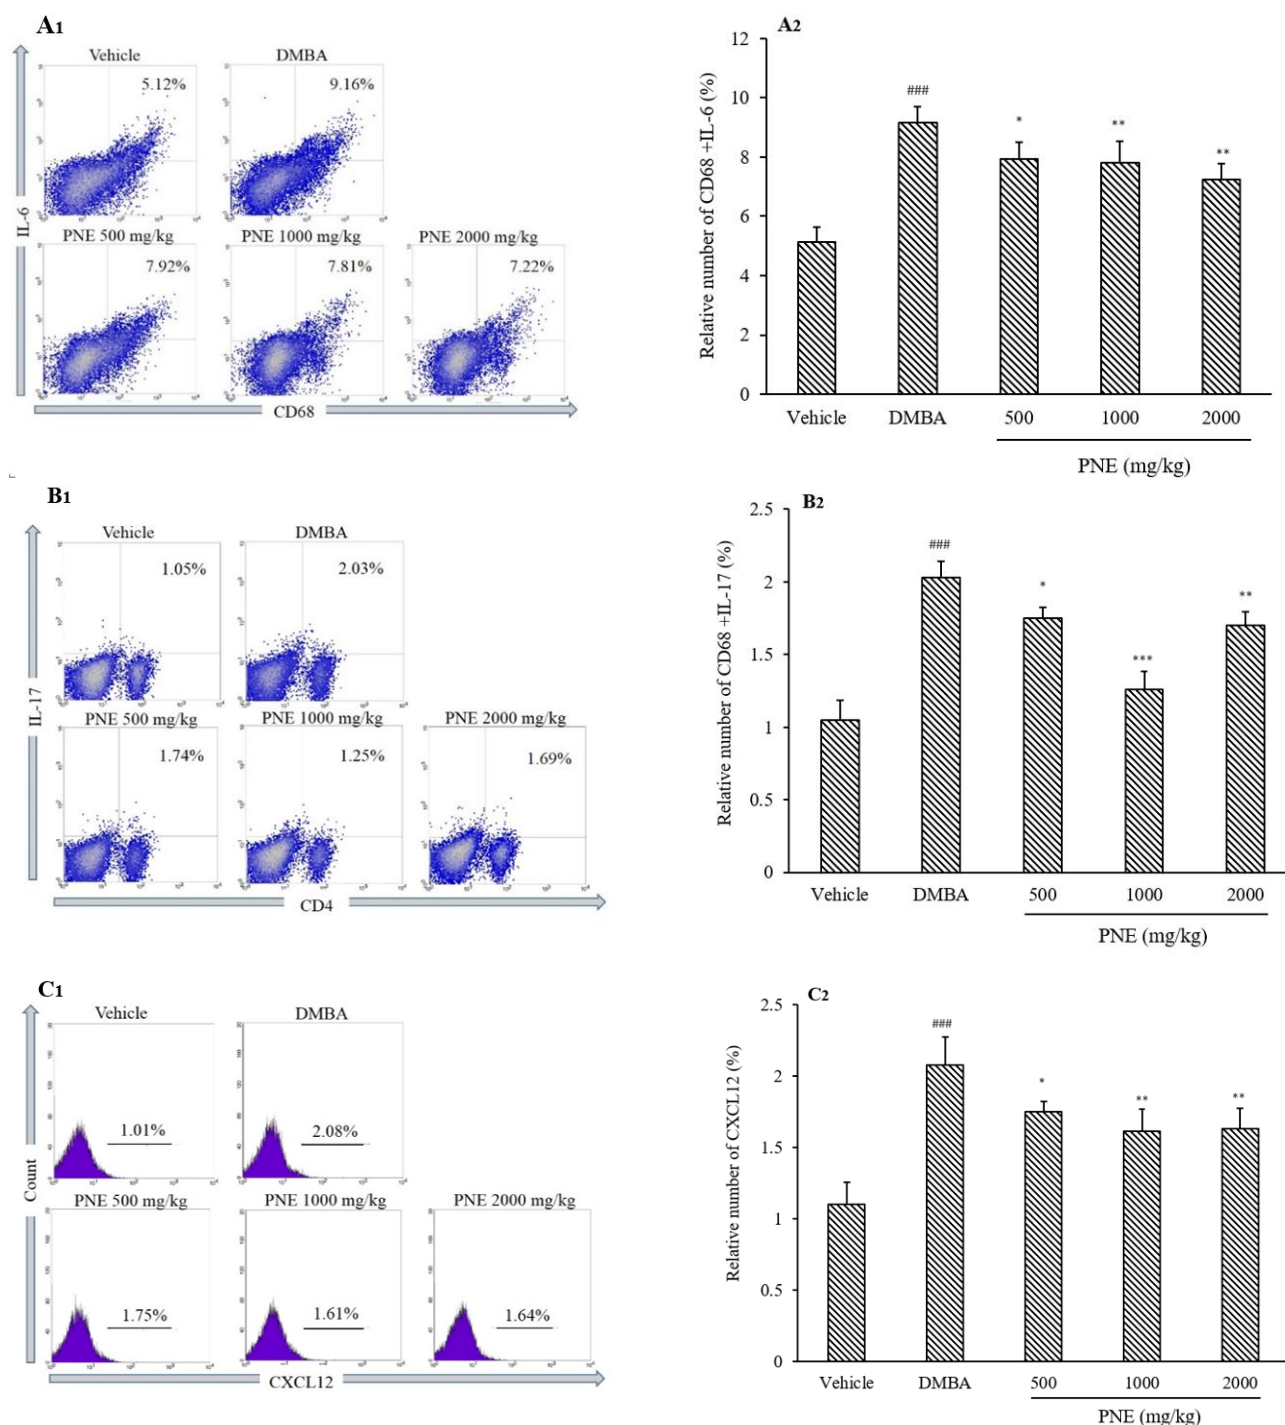 A1
Vehicle
DMBA
5.12%
9.16%
PNE 500 mg/kg
PNE 1000 mg/kg
PNE 2000 mg/kg
7.92%
7.81%
7.22%
IL-6
CD68
A2
Relative number of CD68 +IL-6 (%)
12
10
8
6
4
2
0
###
*
**
**
Vehicle
DMBA
500
1000
2000
PNE (mg/kg)
B1
Vehicle
DMBA
1.05%
2.03%
PNE 500 mg/kg
PNE 1000 mg/kg
PNE 2000 mg/kg
1.74%
1.25%
1.69%
IL-17
CD4
B2
Relative number of CD68 +IL-17 (%)
2.5
2
1.5
1
0.5
0
###
*
***
**
Vehicle
DMBA
500
1000
2000
PNE (mg/kg)
C1
Vehicle
DMBA
1.01%
2.08%
PNE 500 mg/kg
PNE 1000 mg/kg
PNE 2000 mg/kg
1.75%
1.61%
1.64%
Count
CXCL12
C2
Relative number of CXCL12 (%)
2.5
2
1.5
1
0.5
0
###
*
**
**
Vehicle
DMBA
500
1000
2000
PNE (mg/kg)